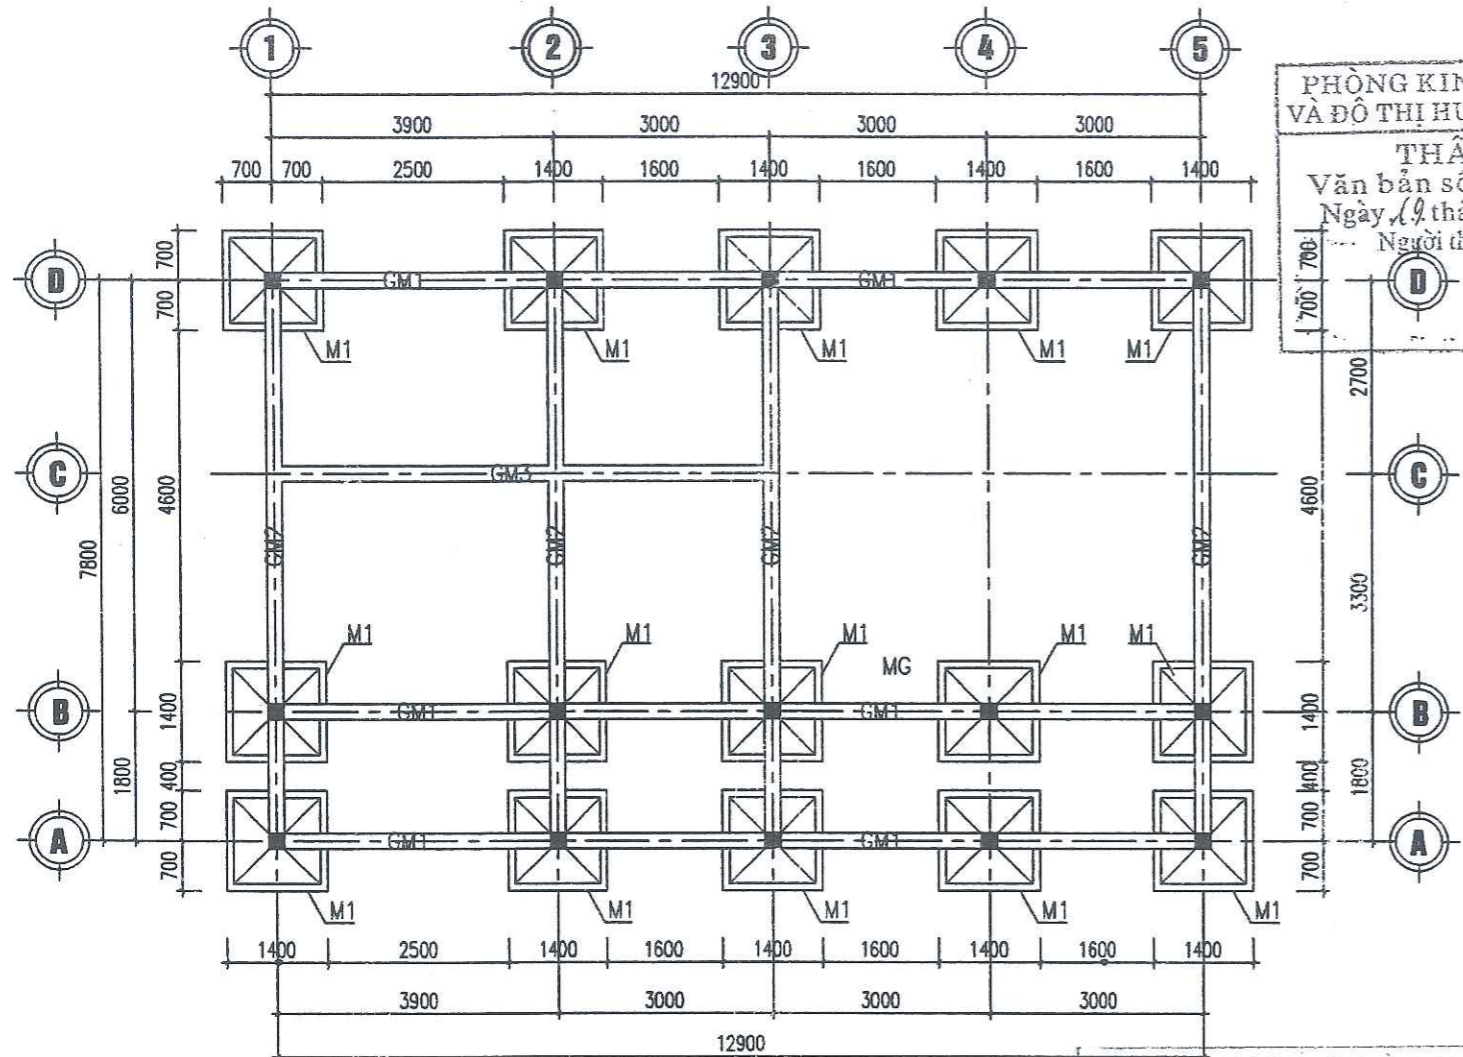 1 2 3 4 5
12900
3900 3000 3000 3000
700 700 2500 1400 1600 1400 1600 1400 1600 1400
PHÒNG KIN
VÀ ĐÔ THỊ HU
THẨ
Văn bản số
Ngày 19 thá
Người th
D GM1 GM1 D
700 700
700 700
M1 M1 M1 M1 M1
2700
C GM3 C
7800 6000 4600 4600
GM2 GM2 GM2 GM2
3300
M1 M1 M1 MG M1 M1
B 1400 GM1 GM1 1400 B
1800 400 400 1800
A 700 GM1 GM1 700 A
700 700
M1 M1 M1 M1 M1
1400 2500 1400 1600 1400 1600 1400 1600 1400
3900 3000 3000 3000
12900